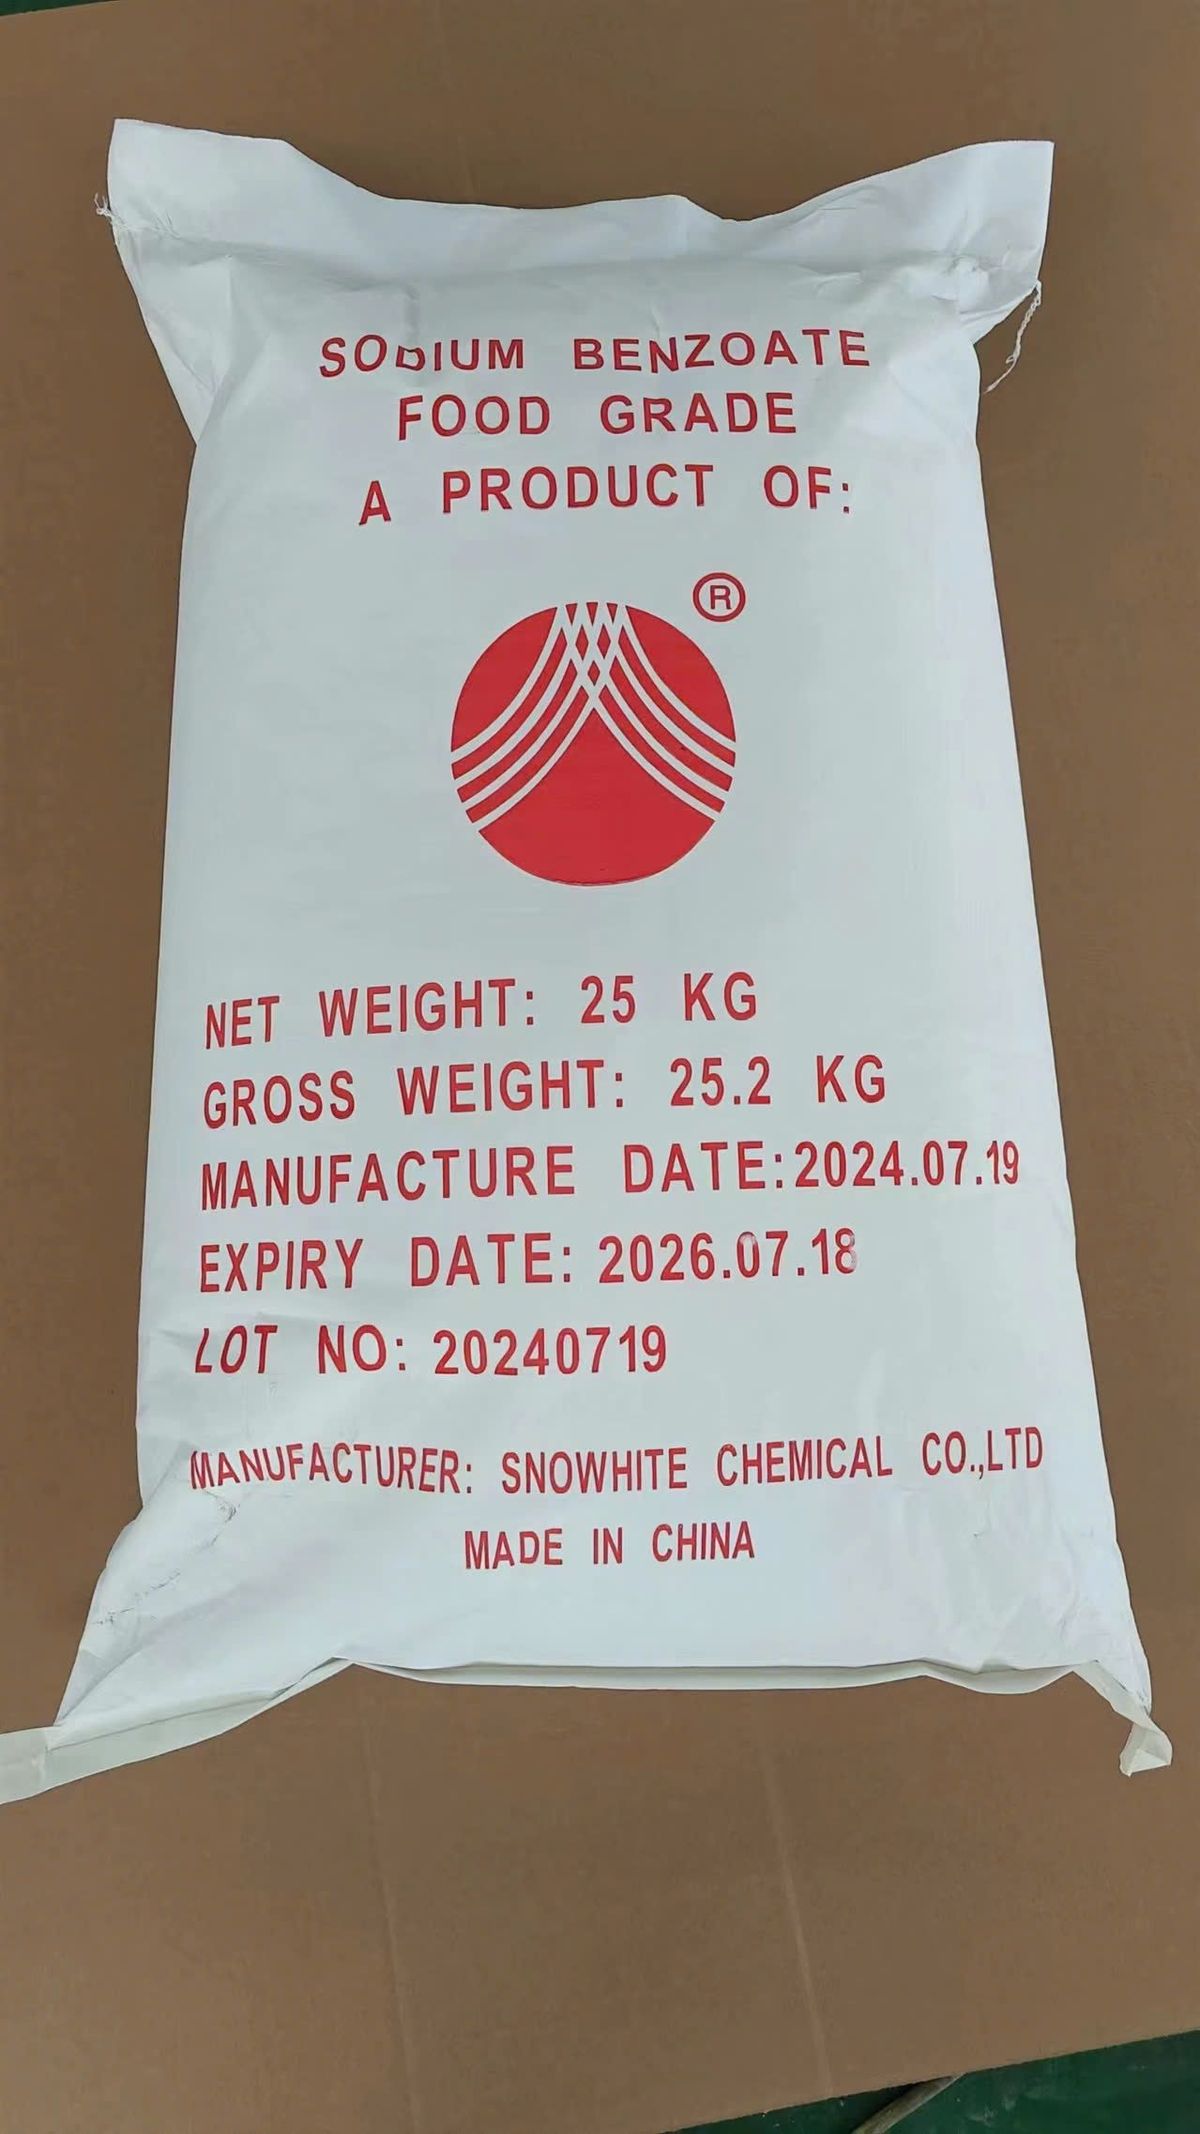 SODIUM BENZOATE
FOOD GRADE
A PRODUCT OF:
®
NET WEIGHT: 25 KG
GROSS WEIGHT: 25.2 KG
MANUFACTURE DATE:2024.07.19
EXPIRY DATE: 2026.07.18
LOT NO: 20240719
MANUFACTURER: SNOWHITE CHEMICAL CO.,LTD
MADE IN CHINA